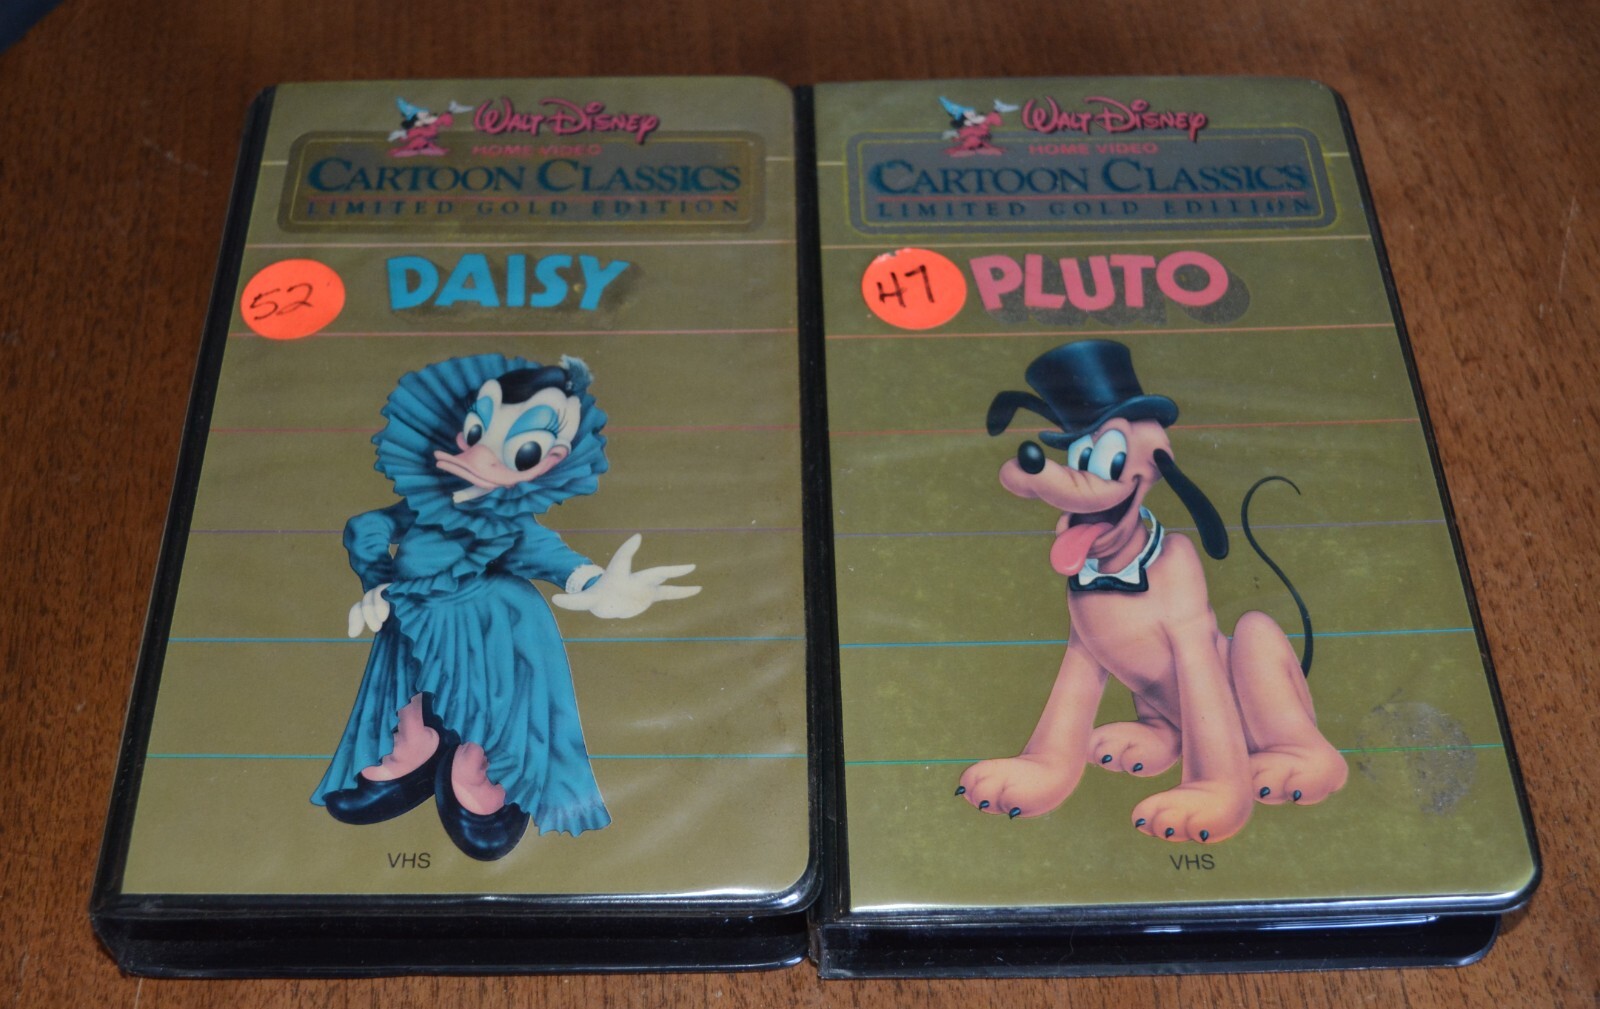 WALT DISNEY
HOME VIDEO
CARTOON CLASSICS
LIMITED GOLD EDITION
52
DAISY
VHS
WALT DISNEY
HOME VIDEO
CARTOON CLASSICS
LIMITED GOLD EDITION
47
PLUTO
VHS